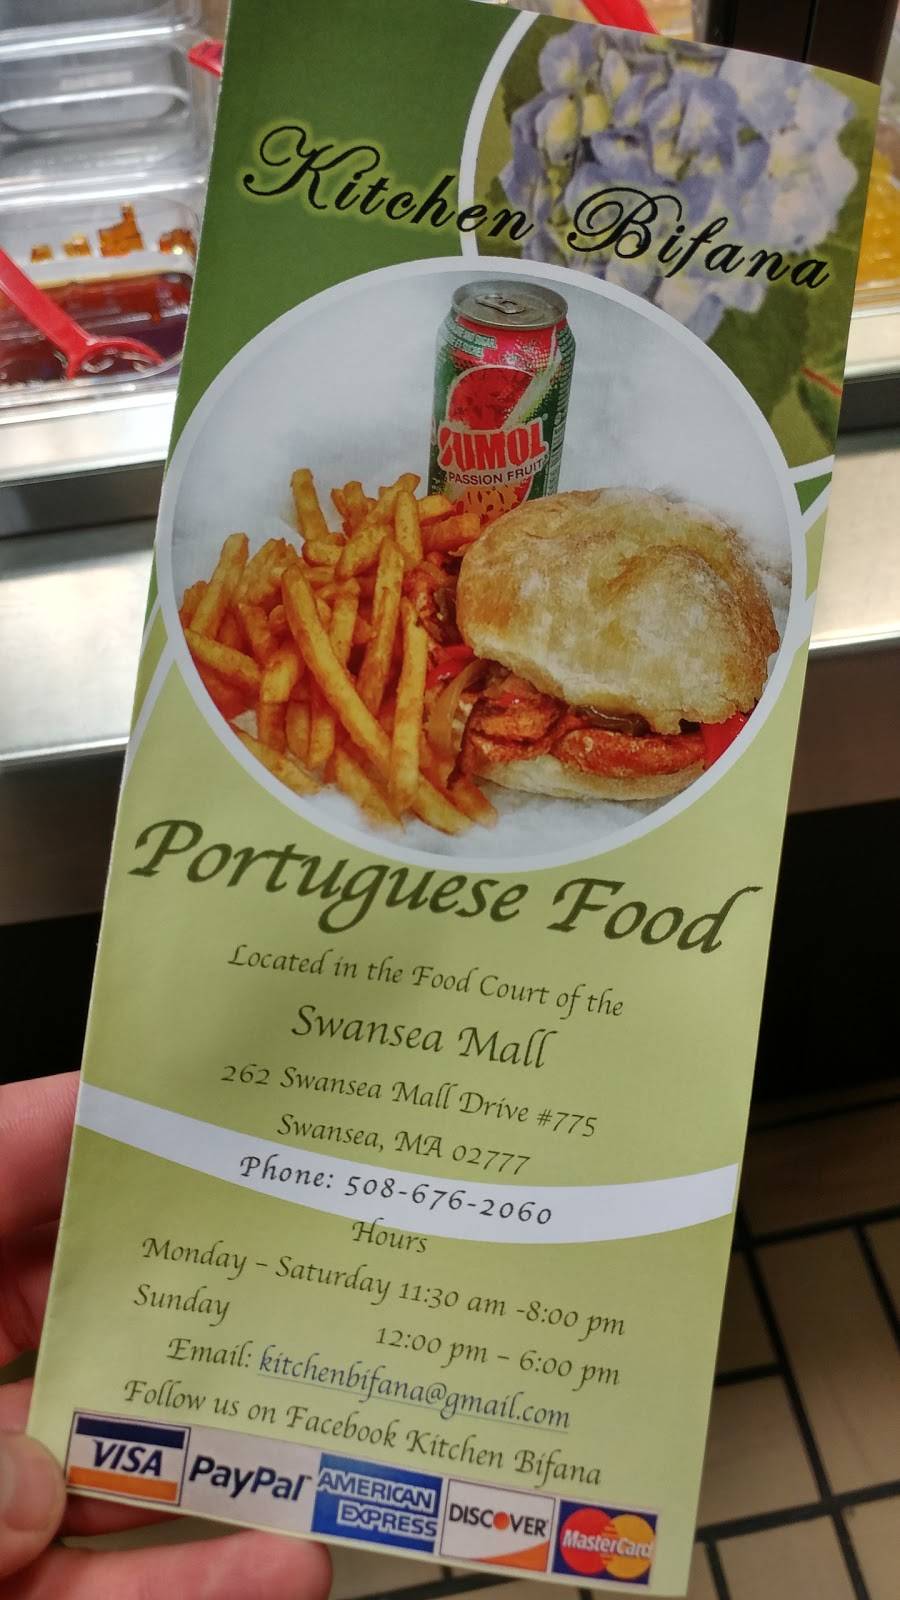 Kitchen Bifana
SUMOL
PASSION FRUIT
Portuguese Food
Located in the Food Court of the
Swansea Mall
262 Swansea Mall Drive #775
Swansea, MA 02777
Phone: 508-676-2060
Hours
Monday – Saturday 11:30 am -8:00 pm
Sunday 12:00 pm – 6:00 pm
Email: kitchenbifana@gmail.com
Follow us on Facebook Kitchen Bifana
VISA PayPal AMERICAN EXPRESS DISCOVER MasterCard